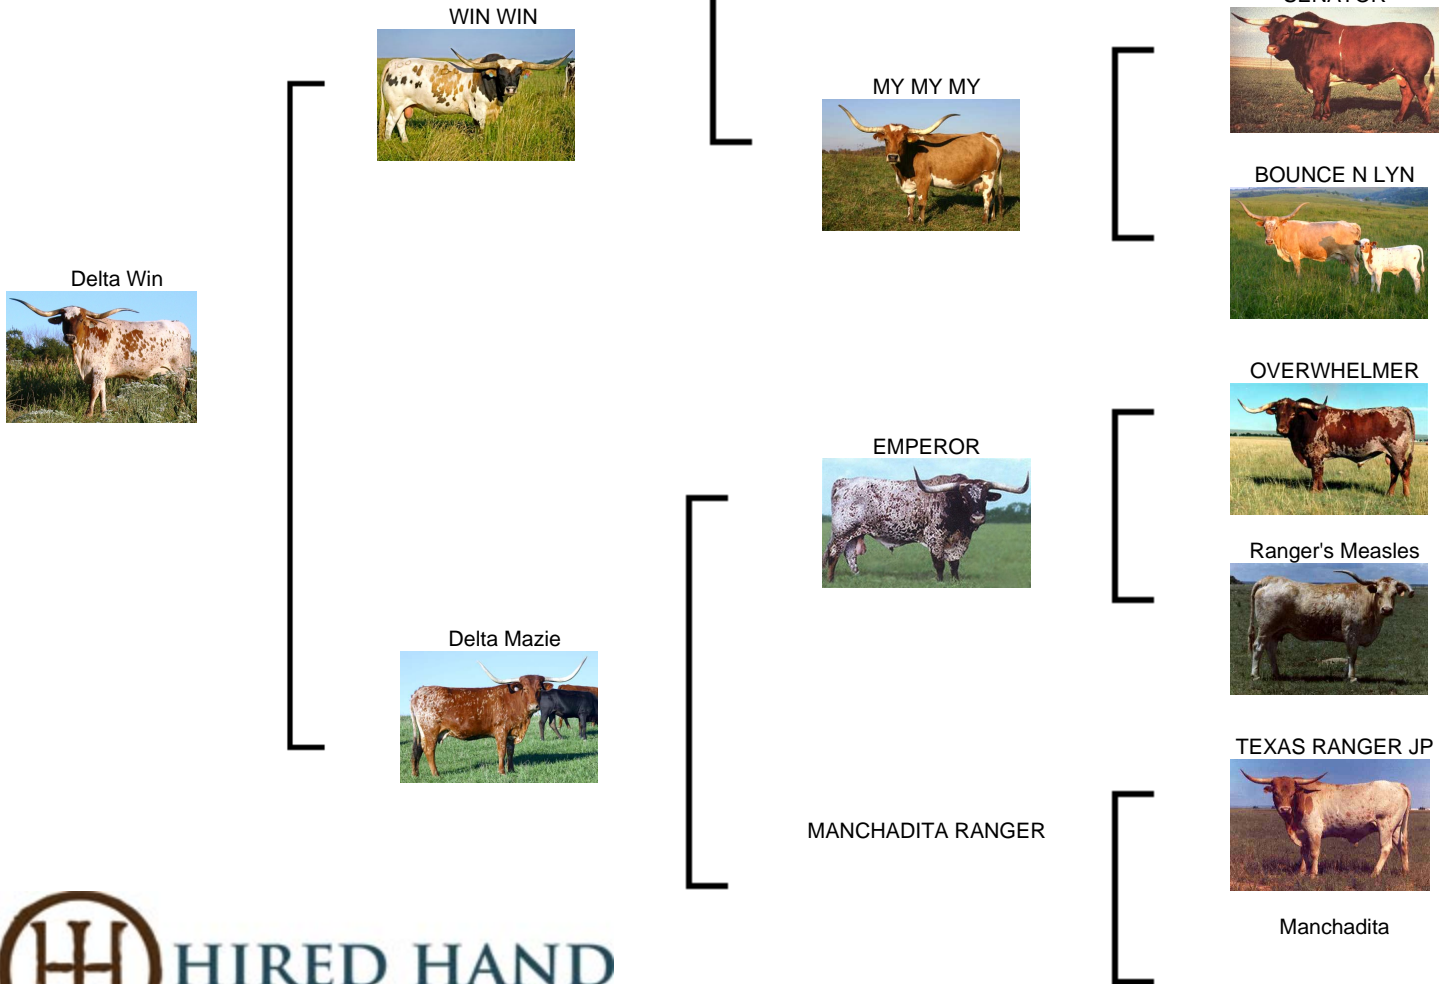 SENATOR
WIN WIN
MY MY MY
BOUNCE N LYN
Delta Win
OVERWHELMER
EMPEROR
Ranger's Measles
Delta Mazie
TEXAS RANGER JP
MANCHADITA RANGER
Manchadita
HIRED HAND